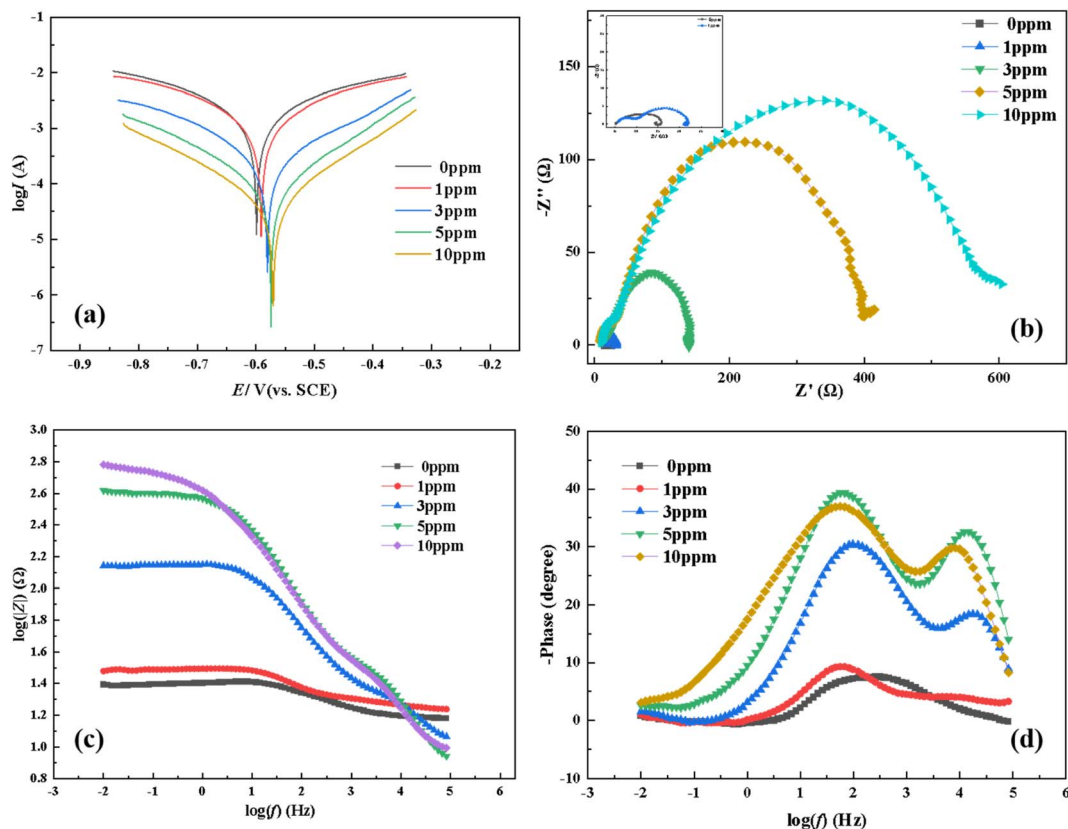 -1
-2
-3
-4
-5
-6
-7
logI (A)
0ppm
1ppm
3ppm
5ppm
10ppm
(a)
-0.9 -0.8 -0.7 -0.6 -0.5 -0.4 -0.3 -0.2
E/ V(vs. SCE)
150
100
50
0
-Z'' (Ω)
0ppm
1ppm
3ppm
5ppm
10ppm
(b)
0 200 400 600
Z' (Ω)
3.0
2.8
2.6
2.4
2.2
2.0
1.8
1.6
1.4
1.2
1.0
0.8
log(|Z|) (Ω)
0ppm
1ppm
3ppm
5ppm
10ppm
(c)
-2 -1 0 1 2 3 4 5 6
log(f) (Hz)
50
40
30
20
10
0
-10
-Phase (degree)
0ppm
1ppm
3ppm
5ppm
10ppm
(d)
-3 -2 -1 0 1 2 3 4 5 6
log(f) (Hz)